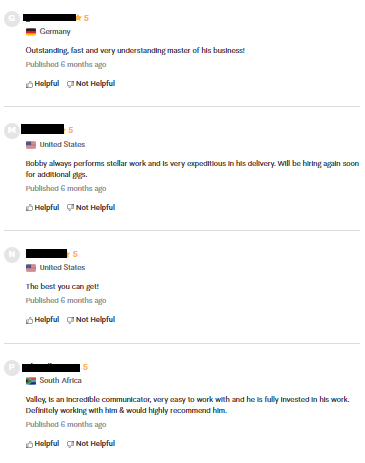 G
5
Germany
Outstanding, fast and very understanding master of his business!
Published 6 months ago
Helpful Not Helpful
M
5
United States
Bobby always performs stellar work and is very expeditious in his delivery. Will be hiring again soon
for additional gigs.
Published 6 months ago
Helpful Not Helpful
N
5
United States
The best you can get!
Published 6 months ago
Helpful Not Helpful
P
5
South Africa
Valley, is an incredible communicator, very easy to work with and he is fully invested in his work.
Definitely working with him & would highly recommend him.
Published 6 months ago
Helpful Not Helpful